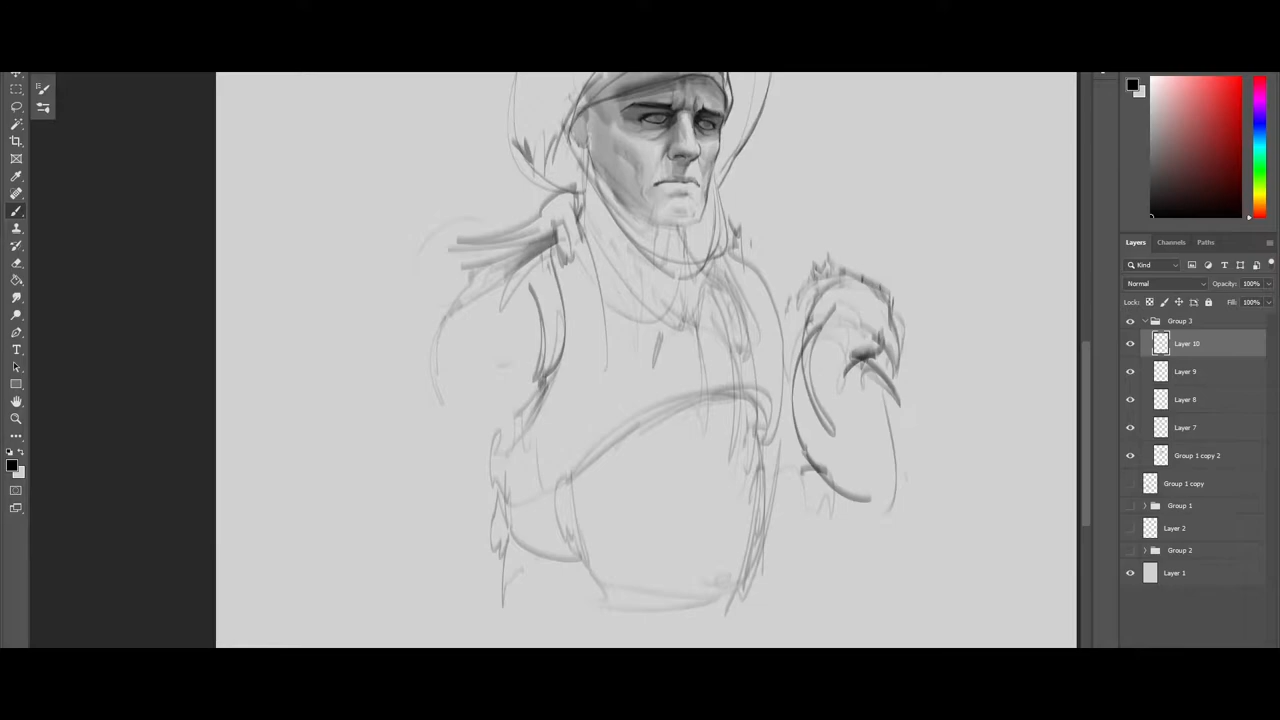 Layers Channels Paths
Kind
Normal Opacity: 100%
Lock: Fill: 100%
Group 3
Layer 10
Layer 9
Layer 8
Layer 7
Group 1 copy 2
Group 1 copy
Group 1
Layer 2
Group 2
Layer 1